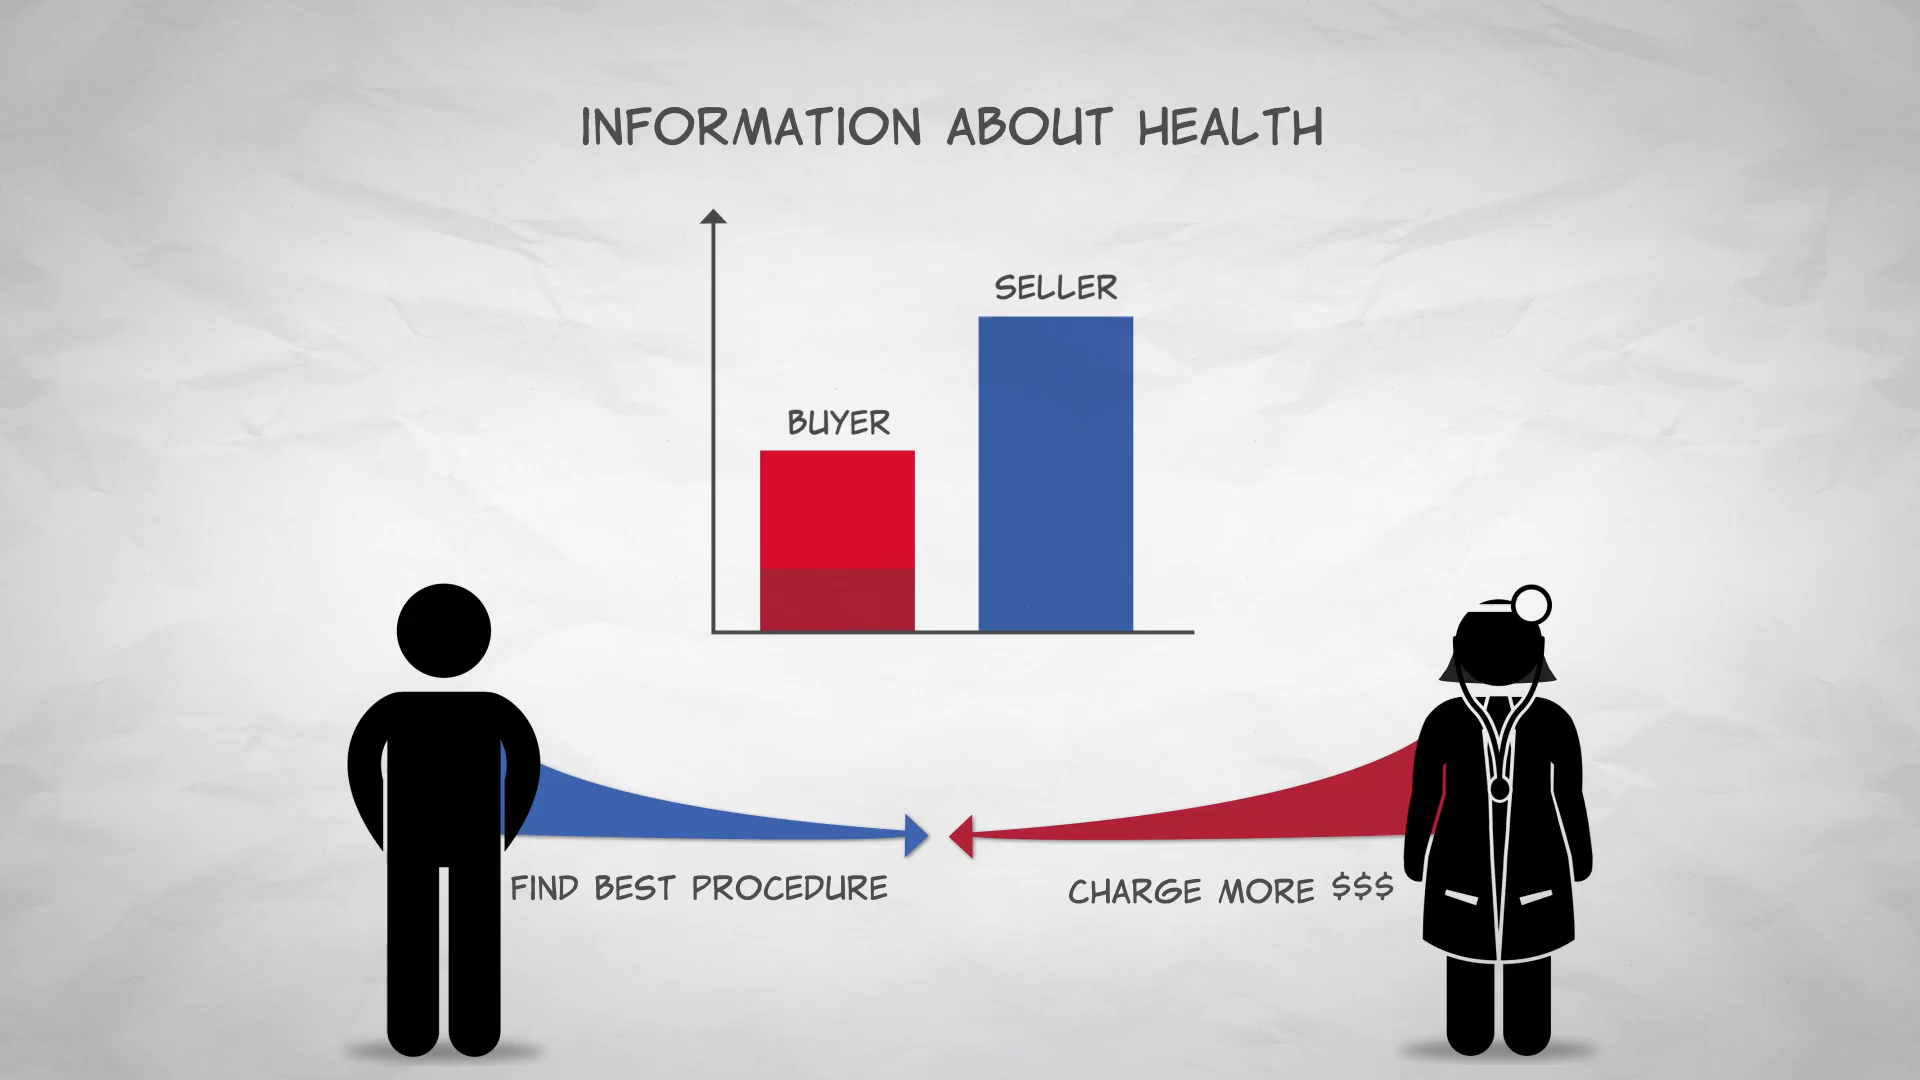 INFORMATION ABOUT HEALTH
SELLER
BUYER
FIND BEST PROCEDURE
CHARGE MORE $$$